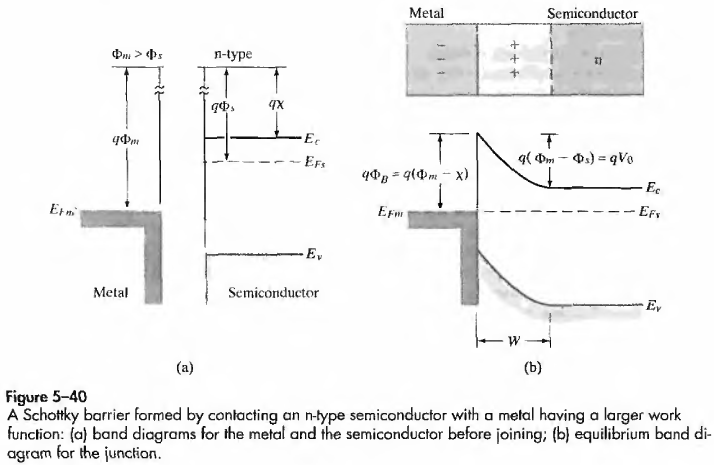 Metal Semiconductor
Φm > Φs n-type
− +
− +
− +
n
qΦm
qΦs
qχ
Ec
EFs
EFm
Ev
Metal Semiconductor
qΦB = q(Φm − χ)
q(Φm − Φs) = qV0
Ec
EFm EFs
Ev
W
(a) (b)
Figure 5–40
A Schottky barrier formed by contacting an n-type semiconductor with a metal having a larger work
function: (a) band diagrams for the metal and the semiconductor before joining; (b) equilibrium band di-
agram for the junction.